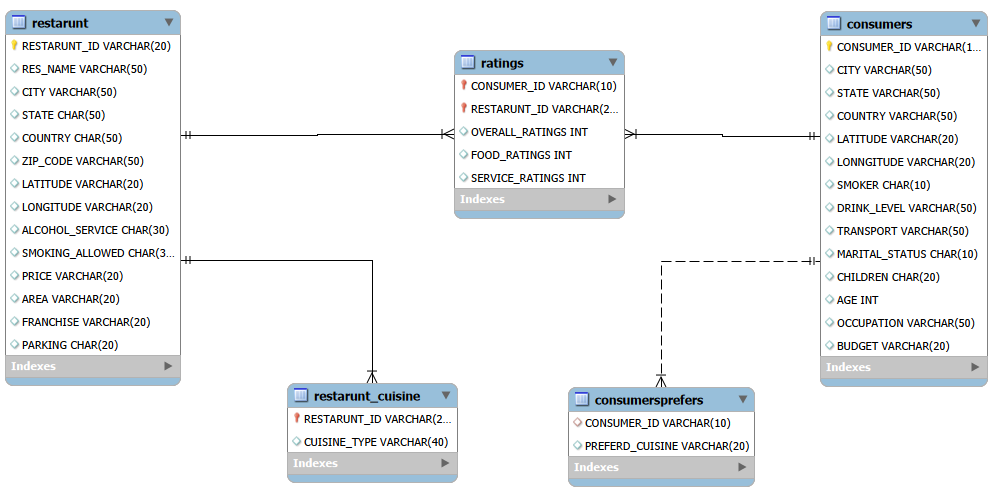 restarunt
RESTARUNT_ID VARCHAR(20)
RES_NAME VARCHAR(50)
CITY VARCHAR(50)
STATE CHAR(50)
COUNTRY CHAR(50)
ZIP_CODE VARCHAR(50)
LATITUDE VARCHAR(20)
LONGITUDE VARCHAR(20)
ALCOHOL_SERVICE CHAR(30)
SMOKING_ALLOWED CHAR(3...
PRICE VARCHAR(20)
AREA VARCHAR(20)
FRANCHISE VARCHAR(20)
PARKING CHAR(20)
Indexes
ratings
CONSUMER_ID VARCHAR(10)
RESTARUNT_ID VARCHAR(2...
OVERALL_RATINGS INT
FOOD_RATINGS INT
SERVICE_RATINGS INT
Indexes
consumers
CONSUMER_ID VARCHAR(1...
CITY VARCHAR(50)
STATE VARCHAR(50)
COUNTRY VARCHAR(50)
LATITUDE VARCHAR(20)
LONNGITUDE VARCHAR(20)
SMOKER CHAR(10)
DRINK_LEVEL VARCHAR(50)
TRANSPORT VARCHAR(50)
MARITAL_STATUS CHAR(10)
CHILDREN CHAR(20)
AGE INT
OCCUPATION VARCHAR(50)
BUDGET VARCHAR(20)
Indexes
restarunt_cuisine
RESTARUNT_ID VARCHAR(2...
CUISINE_TYPE VARCHAR(40)
Indexes
consumersprefers
CONSUMER_ID VARCHAR(10)
PREFERD_CUISINE VARCHAR(20)
Indexes